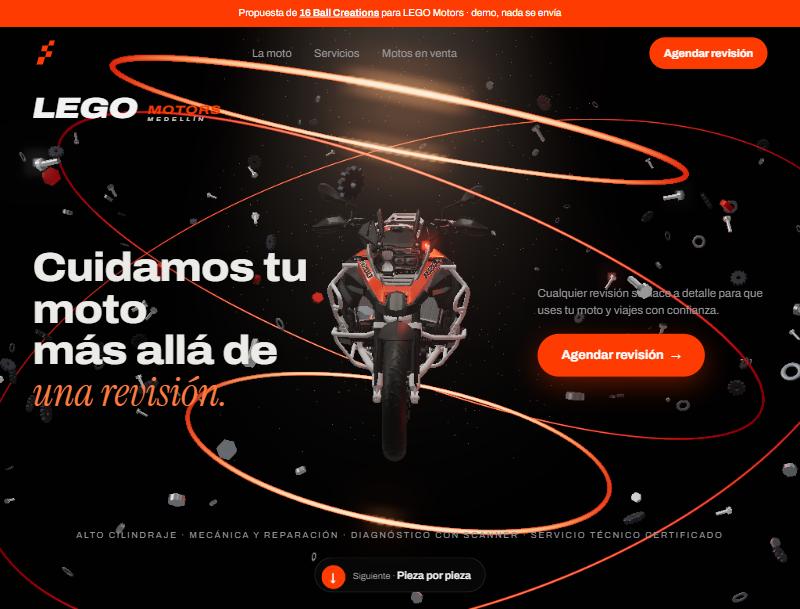 Propuesta de 16 Ball Creations para LEGO Motors · demo, nada se envía
La moto Servicios Motos en venta
Agendar revisión
LEGO MOTORS
MEDELLÍN
Cuidamos tu
moto
más allá de
una revisión.
Cualquier revisión se hace a detalle para que
uses tu moto y viajes con confianza.
Agendar revisión →
ALTO CILINDRAJE · MECÁNICA Y REPARACIÓN · DIAGNÓSTICO CON SCANNER · SERVICIO TÉCNICO CERTIFICADO
↓ Siguiente · Pieza por pieza